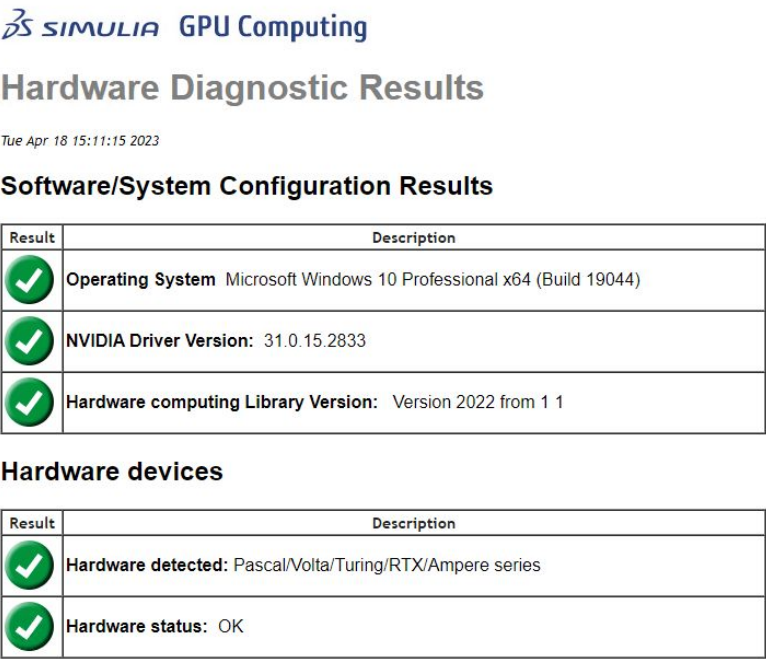 3S SIMULIA GPU Computing
Hardware Diagnostic Results
Tue Apr 18 15:11:15 2023
Software/System Configuration Results
Result Description
Operating System Microsoft Windows 10 Professional x64 (Build 19044)
NVIDIA Driver Version: 31.0.15.2833
Hardware computing Library Version: Version 2022 from 1 1
Hardware devices
Result Description
Hardware detected: Pascal/Volta/Turing/RTX/Ampere series
Hardware status: OK